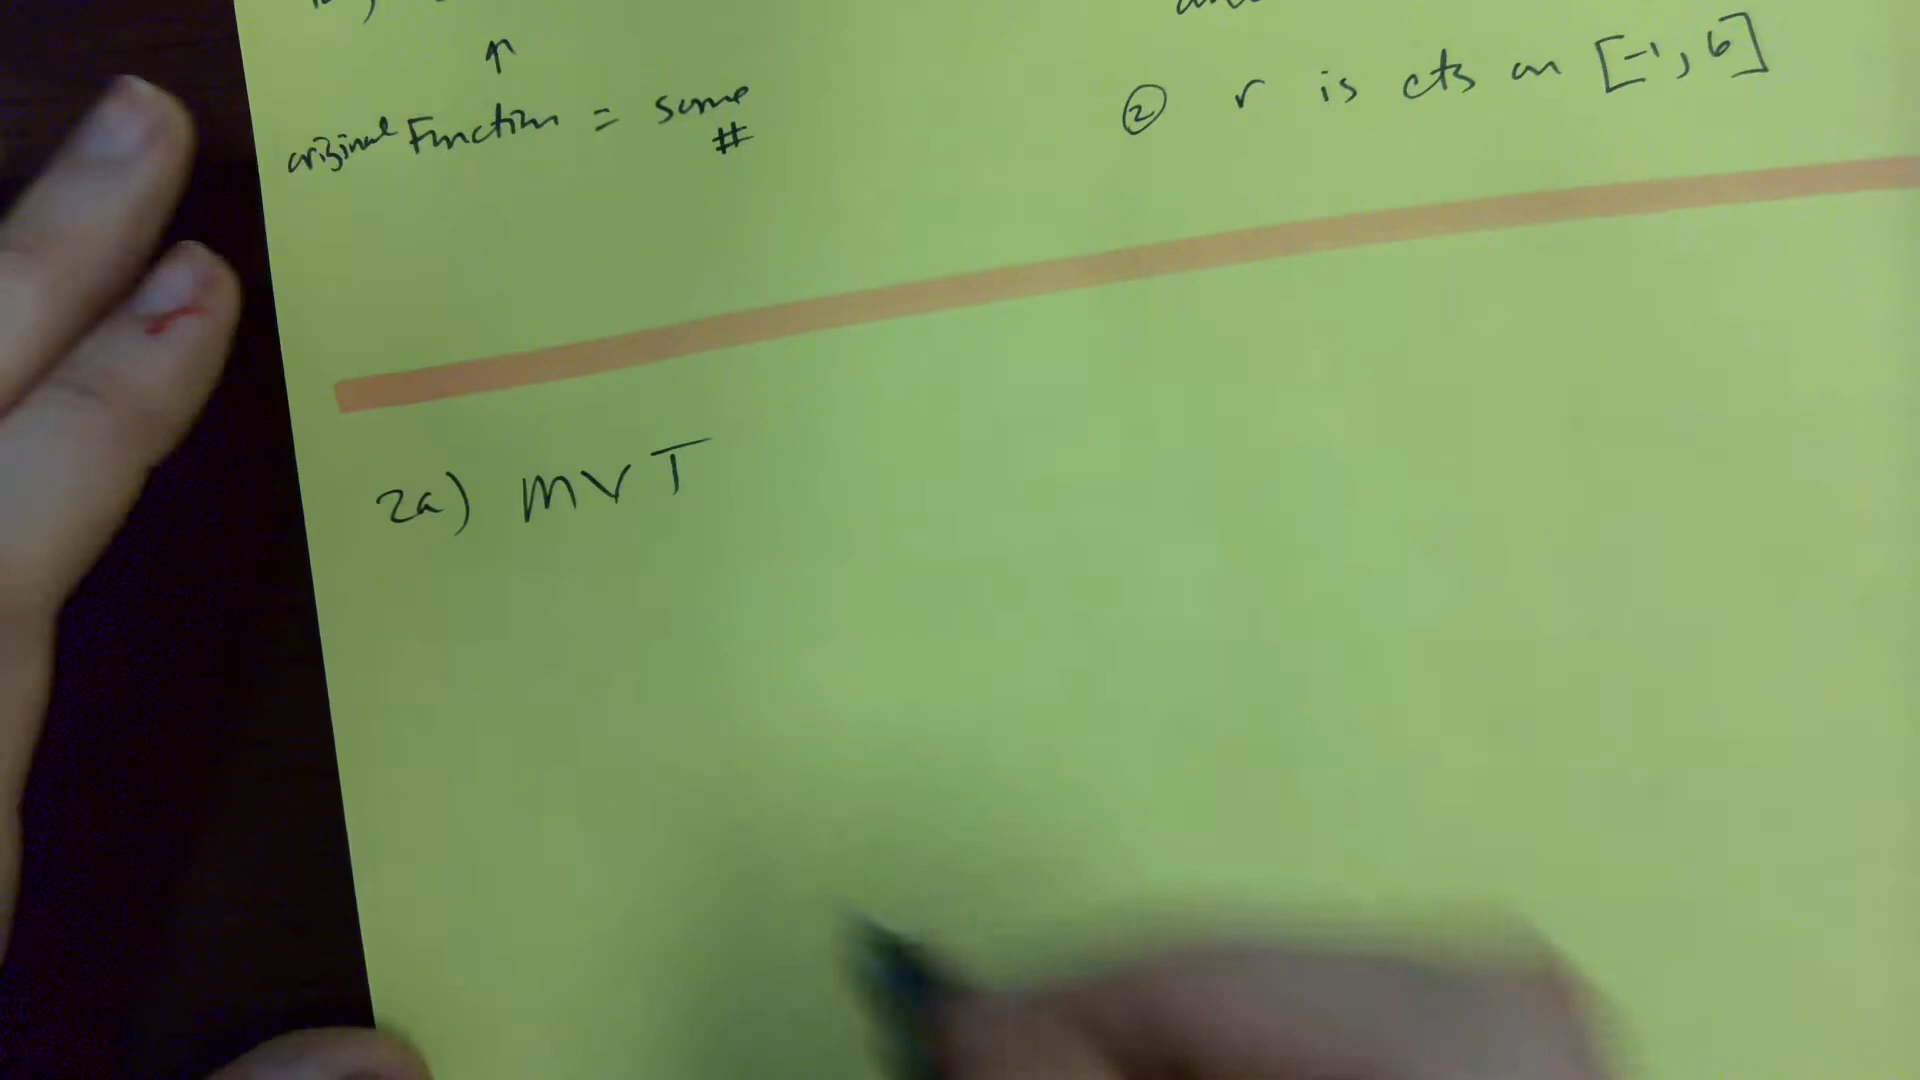 ↑
original Function = some
#
② r is cts on [-1, 6]
2a) MVT